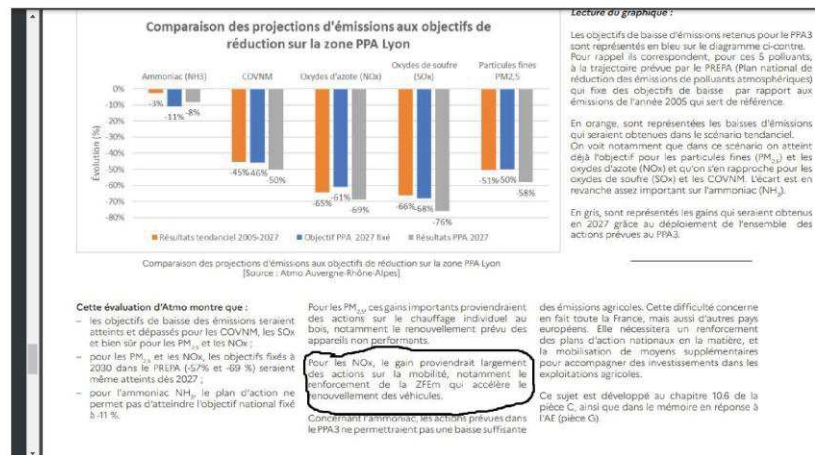 Comparaison des projections d'émissions aux objectifs de
réduction sur la zone PPA Lyon
Ammoniac (NH3)
COVNM
Oxydes d'azote (NOx)
Oxydes de soufre
(SOx)
Particules fines
PM2,5
0%
-10%
-20%
-30%
-40%
-50%
-60%
-70%
-80%
Évolution (%)
-3%
-11%
-8%
-45%
-46%
-50%
-65%
-61%
-69%
-66%
-68%
-76%
-51%
-50%
-58%
Résultats tendanciel 2005-2027
Objectif PPA 2027 fixé
Résultats PPA 2027
Comparaison des projections d'émissions aux objectifs de réduction sur la zone PPA Lyon
[Source : Atmo Auvergne-Rhône-Alpes]
Lecture du graphique :
Les objectifs de baisse d'émissions retenus pour le PPA3
sont représentés en bleu sur le diagramme ci-contre.
Pour rappel ils correspondent, pour ces 5 polluants,
à la trajectoire prévue par le PREPA (Plan national de
réduction des émissions de polluants atmosphériques)
qui fixe des objectifs de baisse par rapport aux
émissions de l'année 2005 qui sert de référence.
En orange, sont représentées les baisses d'émissions
qui seraient obtenues dans le scénario tendanciel.
On voit notamment que dans ce scénario on atteint
déjà l'objectif pour les particules fines (PM2,5) et les
oxydes d'azote (NOx) et qu'on s'en rapproche pour les
oxydes de soufre (SOx) et les COVNM. L'écart est en
revanche assez important sur l'ammoniac (NH3).
En gris, sont représentés les gains qui seraient obtenus
en 2027 grâce au déploiement de l'ensemble des
actions prévues au PPA3.
Cette évaluation d'Atmo montre que :
– les objectifs de baisse des émissions seraient
atteints et dépassés pour les COVNM, les SOx
et bien sûr pour les PM2,5 et les NOx ;
– pour les PM2,5 et les NOx, les objectifs fixés à
2030 dans le PREPA (-57% et -69 %) seraient
même atteints dès 2027 ;
– pour l'ammoniac NH3, le plan d'action ne
permet pas d'atteindre l'objectif national fixé
à -11 %.
Pour les PM2,5, ces gains importants proviendraient
des actions sur le chauffage individuel au
bois, notamment le renouvellement prévu des
appareils non performants.
Pour les NOx, le gain proviendrait largement
des actions sur la mobilité, notamment le
renforcement de la ZFEm qui accélère le
renouvellement des véhicules.
Concernant l'ammoniac, les actions prévues dans
le PPA3 ne permettraient pas une baisse suffisante
des émissions agricoles. Cette difficulté concerne
en fait toute la France, mais aussi d'autres pays
européens. Elle nécessitera un renforcement
des plans d'action nationaux en la matière, et
la mobilisation de moyens supplémentaires
pour accompagner des investissements dans les
exploitations agricoles.
Ce sujet est développé au chapitre 10.6 de la
pièce C, ainsi que dans le mémoire en réponse à
l'AE (pièce G)